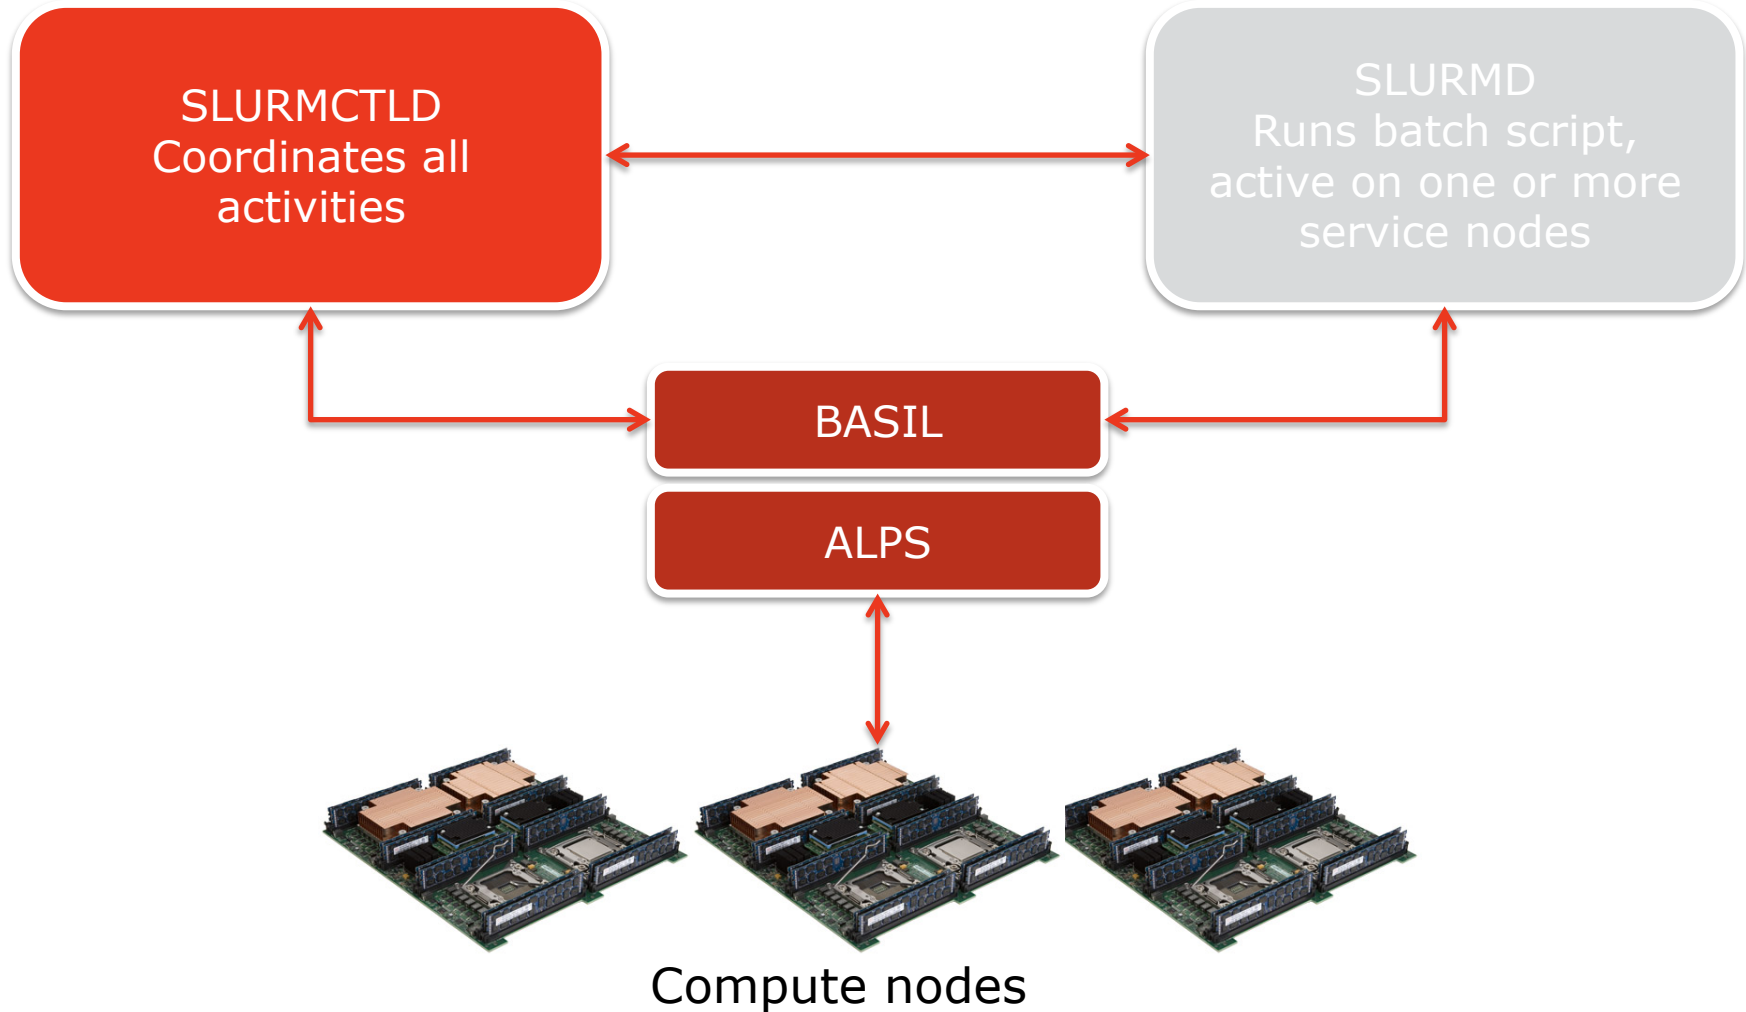 SLURMCTLD
Coordinates all
activities
SLURMD
Runs batch script,
active on one or more
service nodes
BASIL
ALPS
Compute nodes